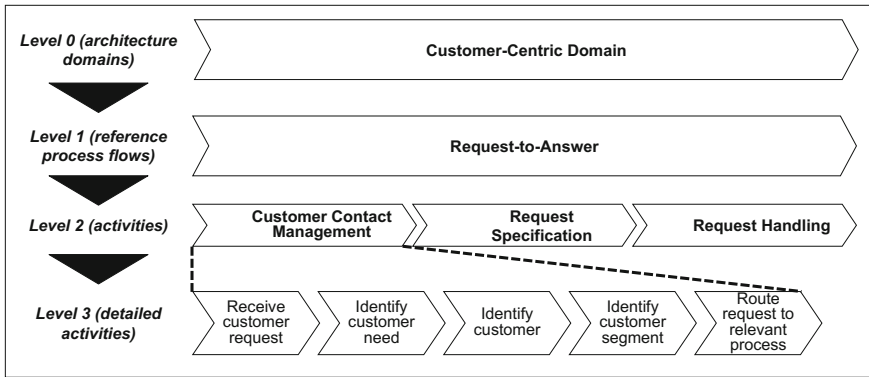 Level 0 (architecture
domains)
Customer-Centric Domain
Level 1 (reference
process flows)
Request-to-Answer
Level 2 (activities)
Customer Contact
Management
Request
Specification
Request Handling
Level 3 (detailed
activities)
Receive
customer
request
Identify
customer
need
Identify
customer
Identify
customer
segment
Route
request to
relevant
process